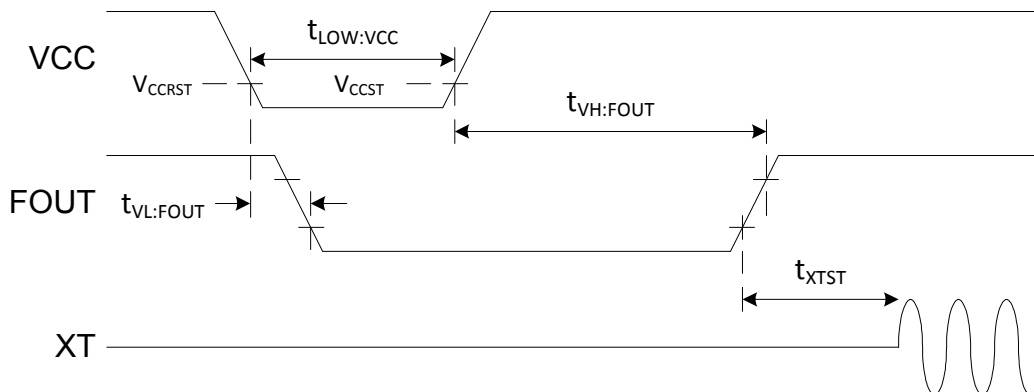 VCC
tLOW:VCC
VCCRST
VCCST
tVH:FOUT
FOUT
tVL:FOUT
tXTST
XT